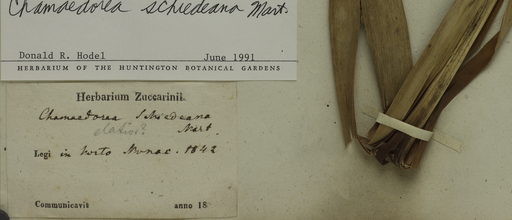 Chamaedorea schiedeana Mart.
Donald R. Hodel June 1991
HERBARIUM OF THE HUNTINGTON BOTANICAL GARDENS
Herbarium Zuccarinii.
Chamaedorea Schiedeana
elatior? Mart.
Legi in horto Monac. 1842
Communicavit anno 18